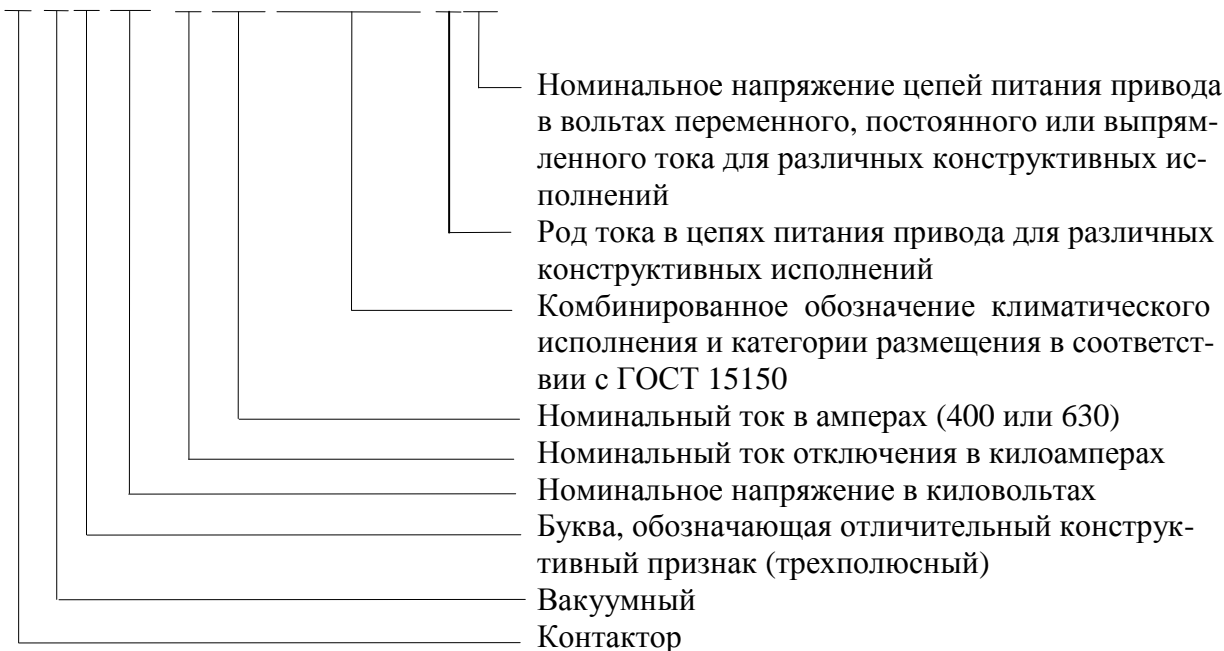 Номинальное напряжение цепей питания привода
в вольтах переменного, постоянного или выпрям-
ленного тока для различных конструктивных ис-
полнений
Род тока в цепях питания привода для различных
конструктивных исполнений
Комбинированное обозначение климатического
исполнения и категории размещения в соответст-
вии с ГОСТ 15150
Номинальный ток в амперах (400 или 630)
Номинальный ток отключения в килоамперах
Номинальное напряжение в киловольтах
Буква, обозначающая отличительный конструк-
тивный признак (трехполюсный)
Вакуумный
Контактор